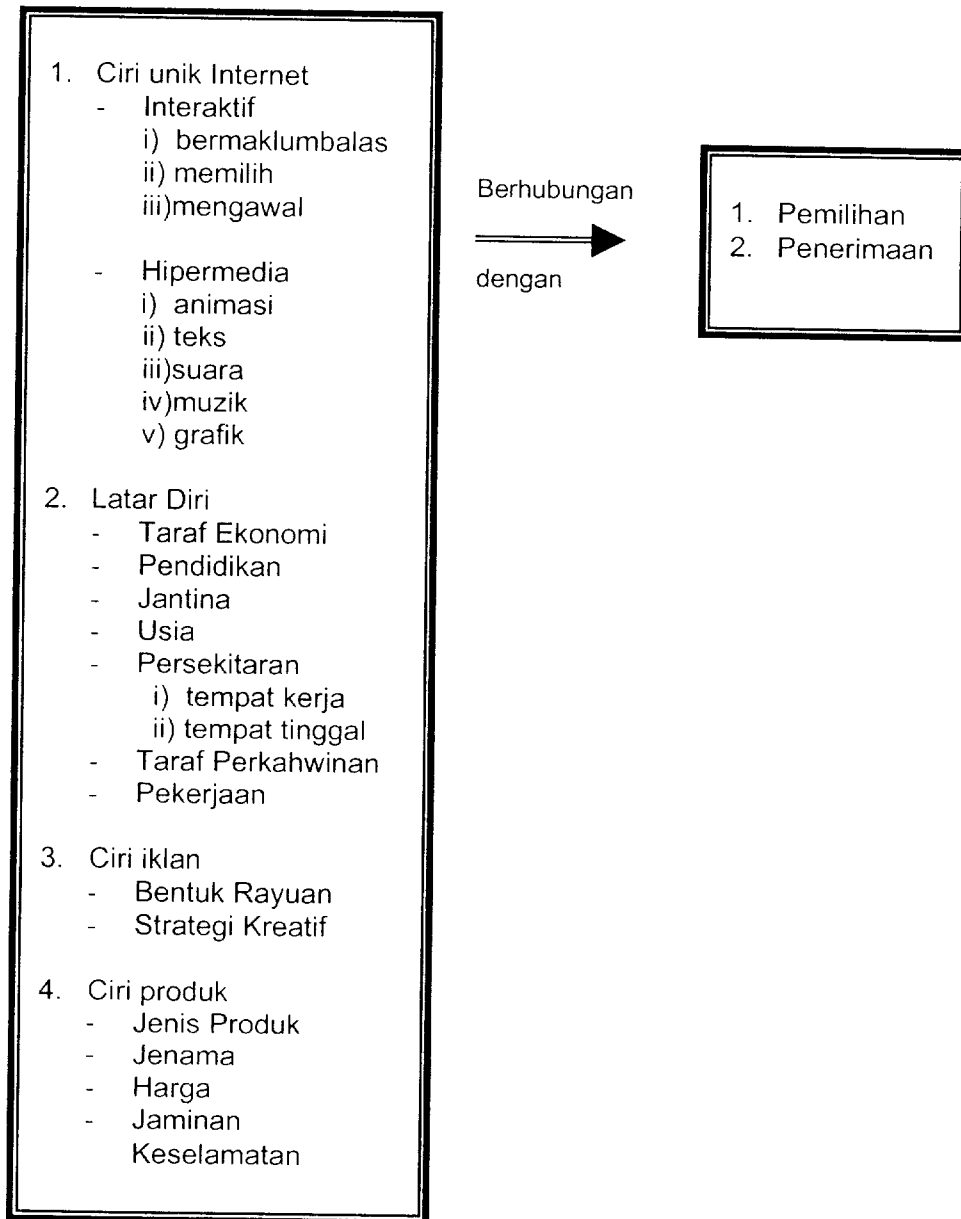 1. Ciri unik Internet
- Interaktif
i) bermaklumbalas
ii) memilih
iii)mengawal
- Hipermedia
i) animasi
ii) teks
iii)suara
iv)muzik
v) grafik
2. Latar Diri
- Taraf Ekonomi
- Pendidikan
- Jantina
- Usia
- Persekitaran
i) tempat kerja
ii) tempat tinggal
- Taraf Perkahwinan
- Pekerjaan
3. Ciri iklan
- Bentuk Rayuan
- Strategi Kreatif
4. Ciri produk
- Jenis Produk
- Jenama
- Harga
- Jaminan
Keselamatan
Berhubungan
dengan
1. Pemilihan
2. Penerimaan